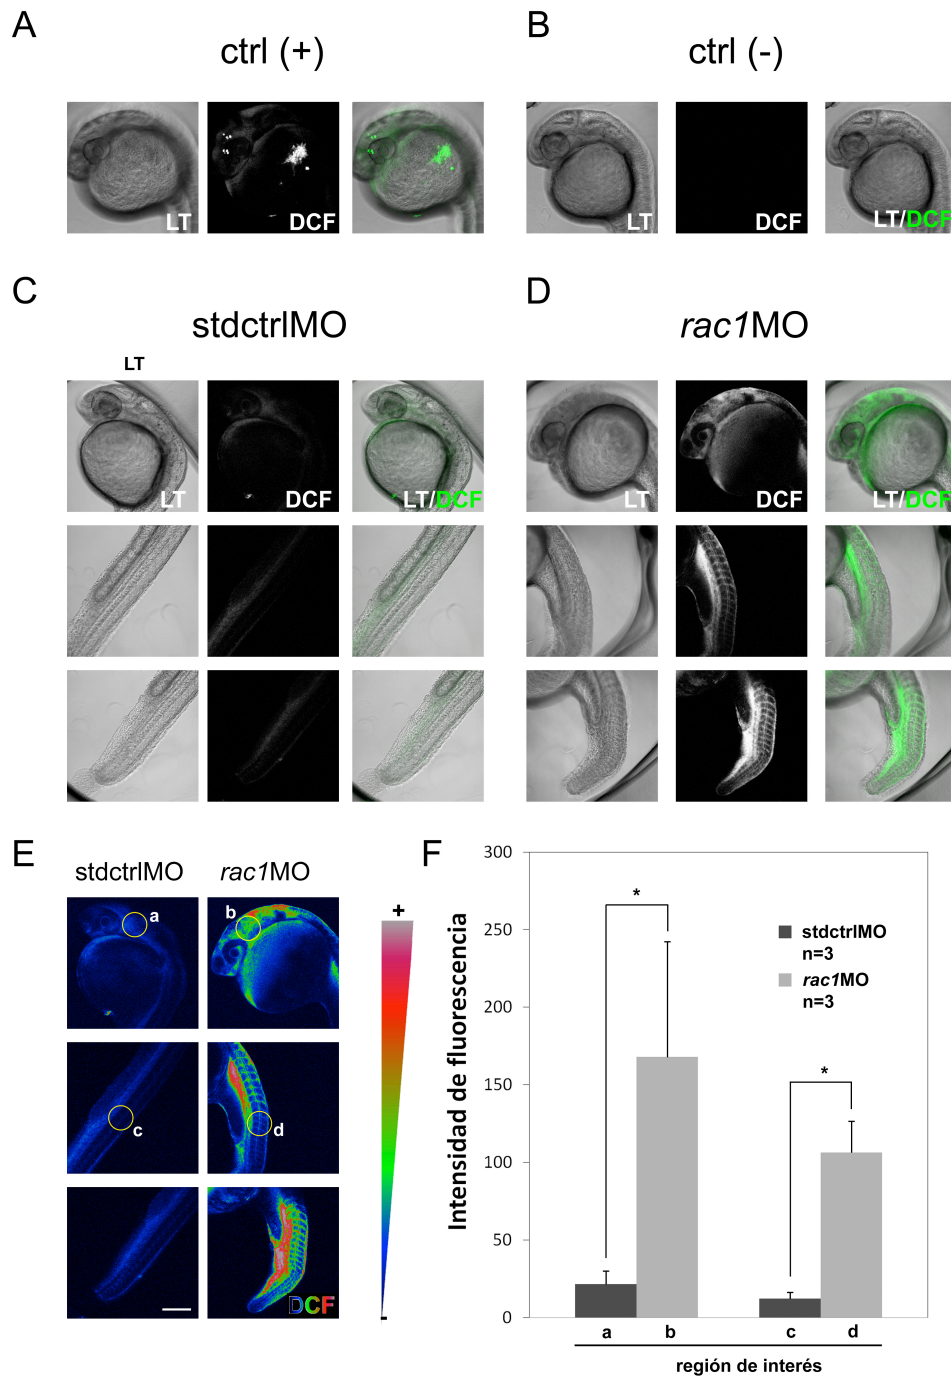 A
ctrl (+)
LT
DCF
B
ctrl (-)
LT
DCF
LT/DCF
C
stdctrlMO
LT
LT
DCF
LT/DCF
D
rac1MO
LT
DCF
LT/DCF
E
stdctrlMO
rac1MO
a
b
c
d
DCF
+
-
F
Intensidad de fluorescencia
300
250
200
150
100
50
0
*
*
stdctrlMO
n=3
rac1MO
n=3
a b c d
región de interés